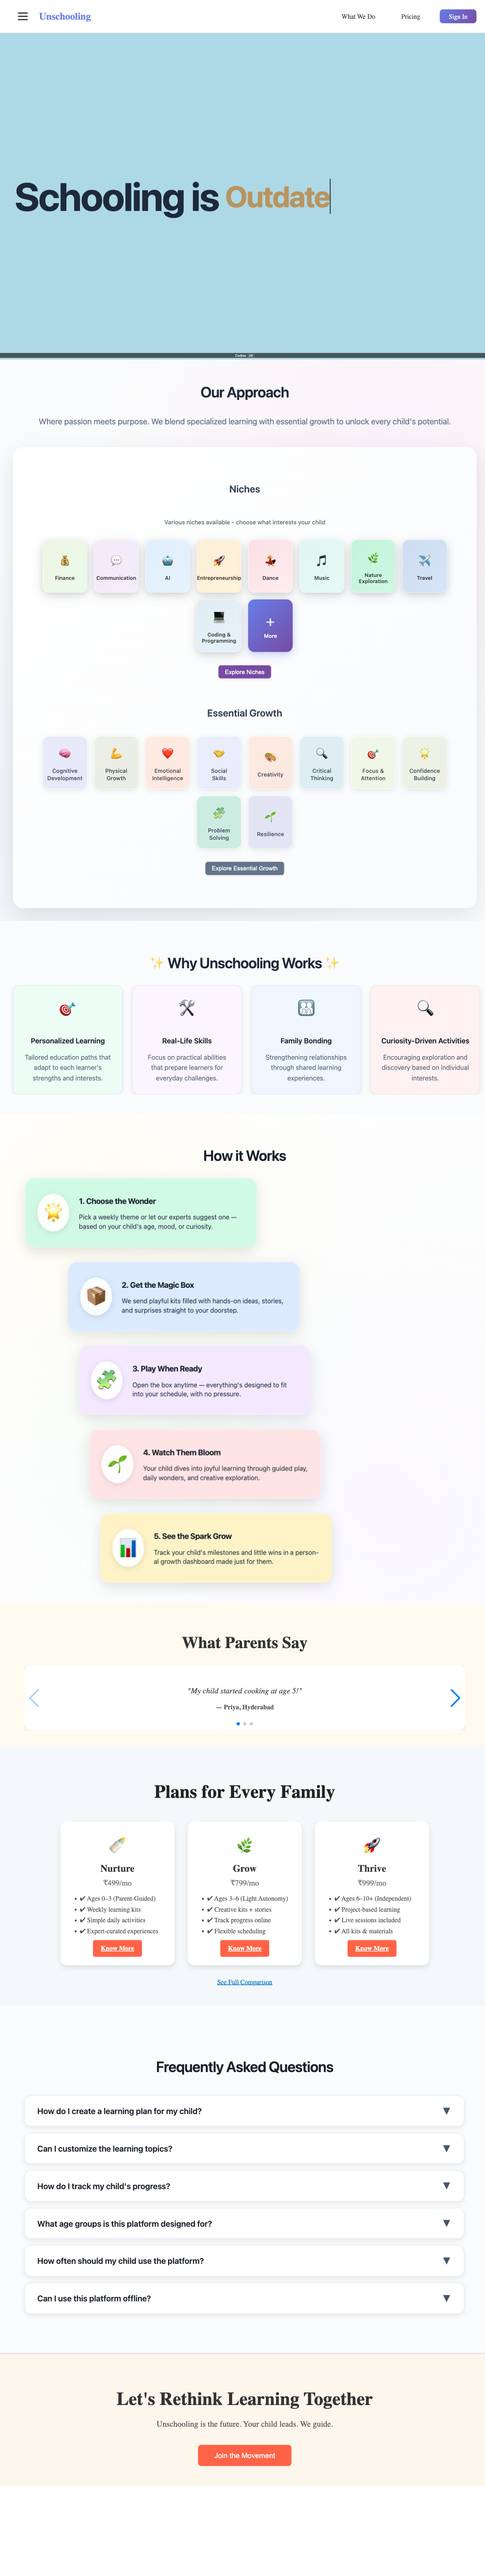 Unschooling
What We Do
Pricing
Sign In
Schooling is Outdate
Our Approach
Where passion meets purpose. We blend specialized learning with essential growth to unlock every child's potential.
Niches
Various niches available - choose what interests your child
Finance
Communication
AI
Entrepreneurship
Dance
Music
Nature
Exploration
Travel
Coding &
Programming
+
More
Explore Niches
Essential Growth
Cognitive
Development
Physical
Growth
Emotional
Intelligence
Social
Skills
Creativity
Critical
Thinking
Focus &
Attention
Confidence
Building
Problem
Solving
Resilience
Explore Essential Growth
✨ Why Unschooling Works ✨
Personalized Learning
Tailored education paths that
adapt to each learner's
strengths and interests.
Real-Life Skills
Focus on practical abilities
that prepare learners for
everyday challenges.
Family Bonding
Strengthening relationships
through shared learning
experiences.
Curiosity-Driven Activities
Encouraging exploration and
discovery based on individual
interests.
How it Works
1. Choose the Wonder
Pick a weekly theme or let our experts suggest one —
based on your child's age, mood, or curiosity.
2. Get the Magic Box
We send playful kits filled with hands-on ideas, stories,
and surprises straight to your doorstep.
3. Play When Ready
Open the box anytime — everything's designed to fit
into your schedule, with no pressure.
4. Watch Them Bloom
Your child dives into joyful learning through guided play,
daily wonders, and creative exploration.
5. See the Spark Grow
Track your child's milestones and little wins in a person-
al growth dashboard made just for them.
What Parents Say
"My child started cooking at age 5!"
— Priya, Hyderabad
Plans for Every Family
Nurture
₹499/mo
• ✔ Ages 0–3 (Parent-Guided)
• ✔ Weekly learning kits
• ✔ Simple daily activities
• ✔ Expert-curated experiences
Know More
Grow
₹799/mo
• ✔ Ages 3–6 (Light Autonomy)
• ✔ Creative kits + stories
• ✔ Track progress online
• ✔ Flexible scheduling
Know More
Thrive
₹999/mo
• ✔ Ages 6–10+ (Independent)
• ✔ Project-based learning
• ✔ Live sessions included
• ✔ All kits & materials
Know More
See Full Comparison
Frequently Asked Questions
How do I create a learning plan for my child?
Can I customize the learning topics?
How do I track my child's progress?
What age groups is this platform designed for?
How often should my child use the platform?
Can I use this platform offline?
Let's Rethink Learning Together
Unschooling is the future. Your child leads. We guide.
Join the Movement